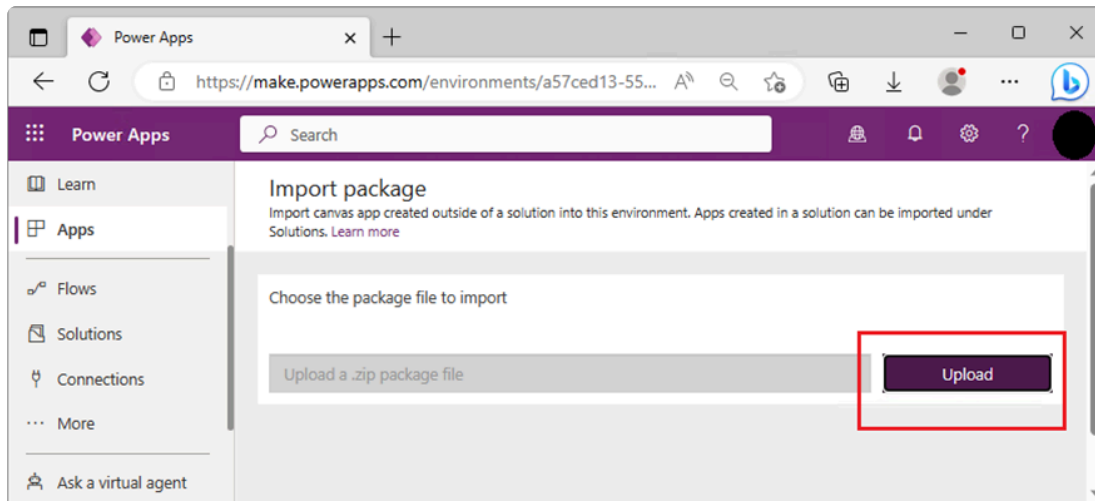 Power Apps
https://make.powerapps.com/environments/a57ced13-55...
Power Apps
Search
?
Learn
Apps
Flows
Solutions
Connections
More
Ask a virtual agent
Import package
Import canvas app created outside of a solution into this environment. Apps created in a solution can be imported under
Solutions. Learn more
Choose the package file to import
Upload a .zip package file
Upload